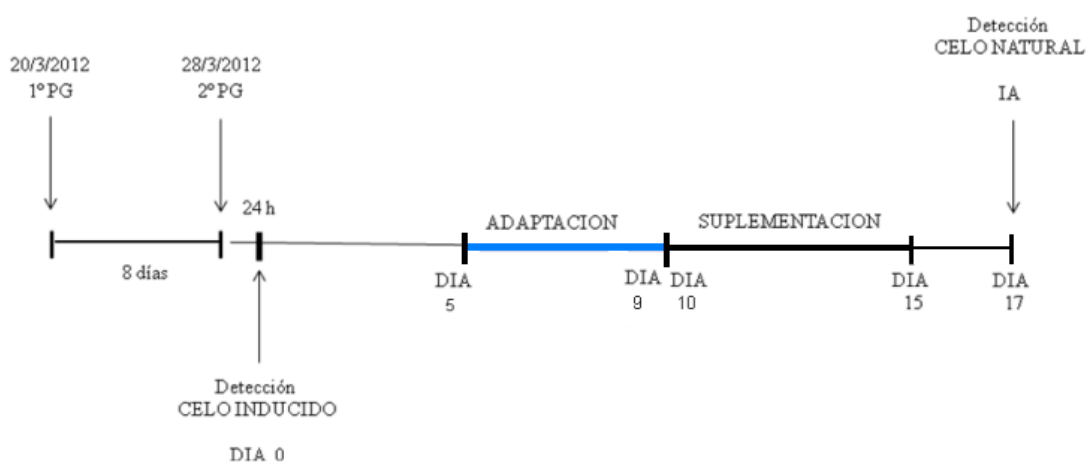 20/3/2012
1º PG
28/3/2012
2º PG
Detección
CELO NATURAL
IA
24 h
8 días
ADAPTACION
SUPLEMENTACION
DIA
5
DIA
9
DIA
10
DIA
15
DIA
17
Detección
CELO INDUCIDO
DIA 0